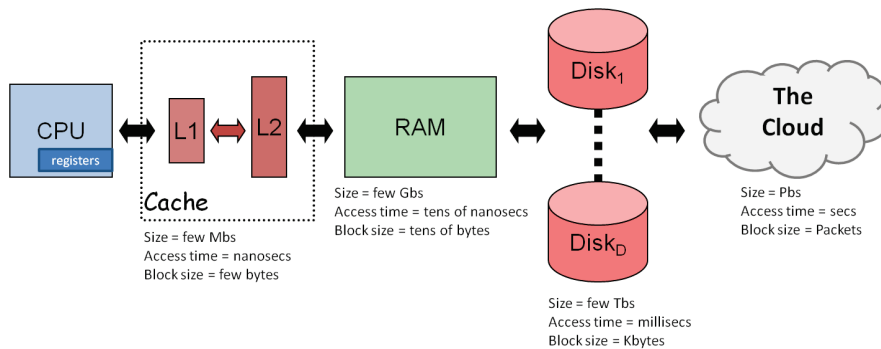 CPU
registers
L1
L2
Cache
Size = few Mbs
Access time = nanosecs
Block size = few bytes
RAM
Size = few Gbs
Access time = tens of nanosecs
Block size = tens of bytes
Disk₁
Disk_D
Size = few Tbs
Access time = millisecs
Block size = Kbytes
The
Cloud
Size = Pbs
Access time = secs
Block size = Packets